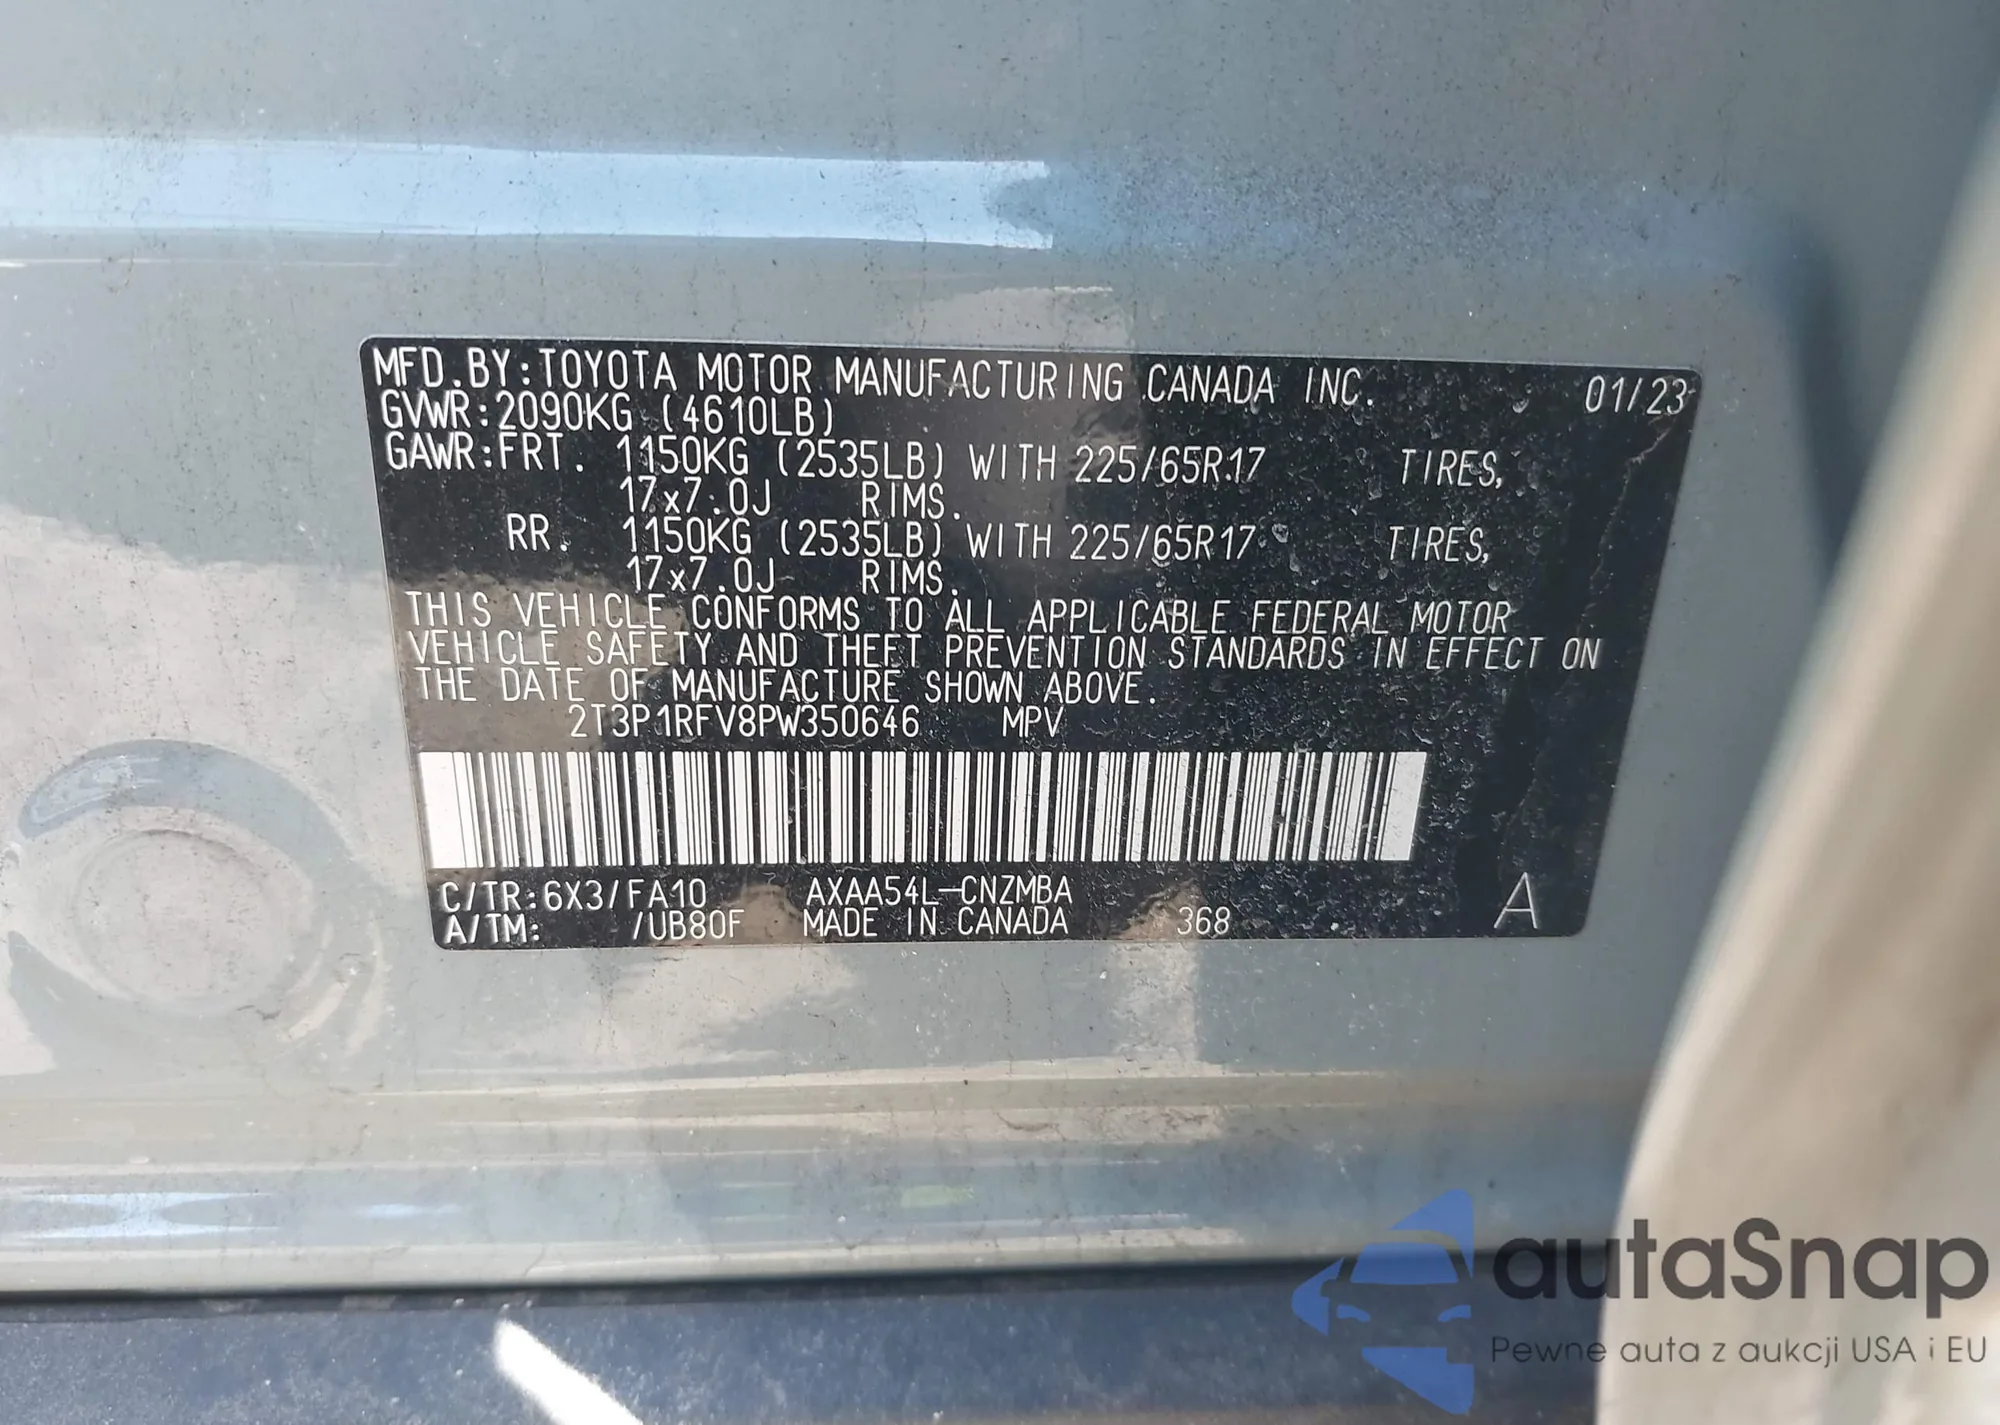 MFD.BY:TOYOTA MOTOR MANUFACTURING CANADA INC. 01/23
GVWR:2090KG (4610LB)
GAWR:FRT. 1150KG (2535LB) WITH 225/65R17 TIRES,
17x7.0J RIMS.
RR. 1150KG (2535LB) WITH 225/65R17 TIRES,
17x7.0J RIMS.
THIS VEHICLE CONFORMS TO ALL APPLICABLE FEDERAL MOTOR
VEHICLE SAFETY AND THEFT PREVENTION STANDARDS IN EFFECT ON
THE DATE OF MANUFACTURE SHOWN ABOVE.
2T3P1RFV8PW350646 MPV
C/TR:6X3/FA10 AXAA54L-CNZMBA
A/TM: /UB80F MADE IN CANADA 368 A
autaSnap
Pewne auta z aukcji USA i EU